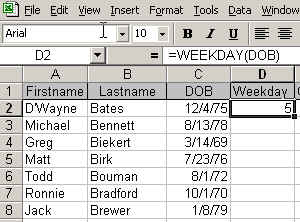 File Edit View Insert Format Tools Data Window
Arial 10 B I U
D2 = =WEEKDAY(DOB)
A B C D
1 Firstname Lastname DOB Weekday
2 D'Wayne Bates 12/4/75 5
3 Michael Bennett 8/13/78
4 Greg Biekert 3/14/69
5 Matt Birk 7/23/76
6 Todd Bouman 8/1/72
7 Ronnie Bradford 10/1/70
8 Jack Brewer 1/8/79